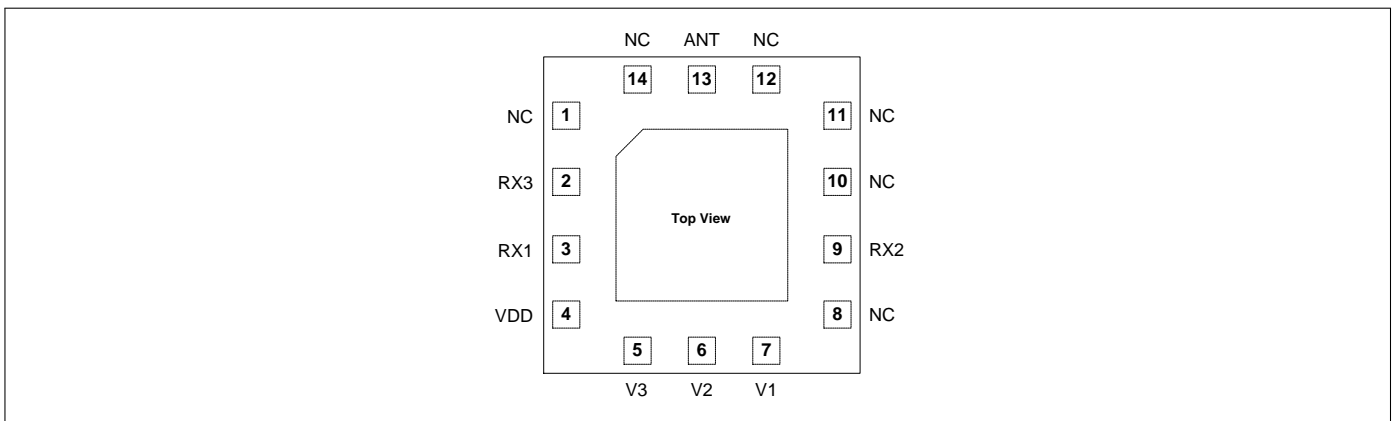 NC ANT NC
14 13 12
NC 1 11 NC
RX3 2 10 NC
Top View
RX1 3 9 RX2
VDD 4 8 NC
5 6 7
V3 V2 V1